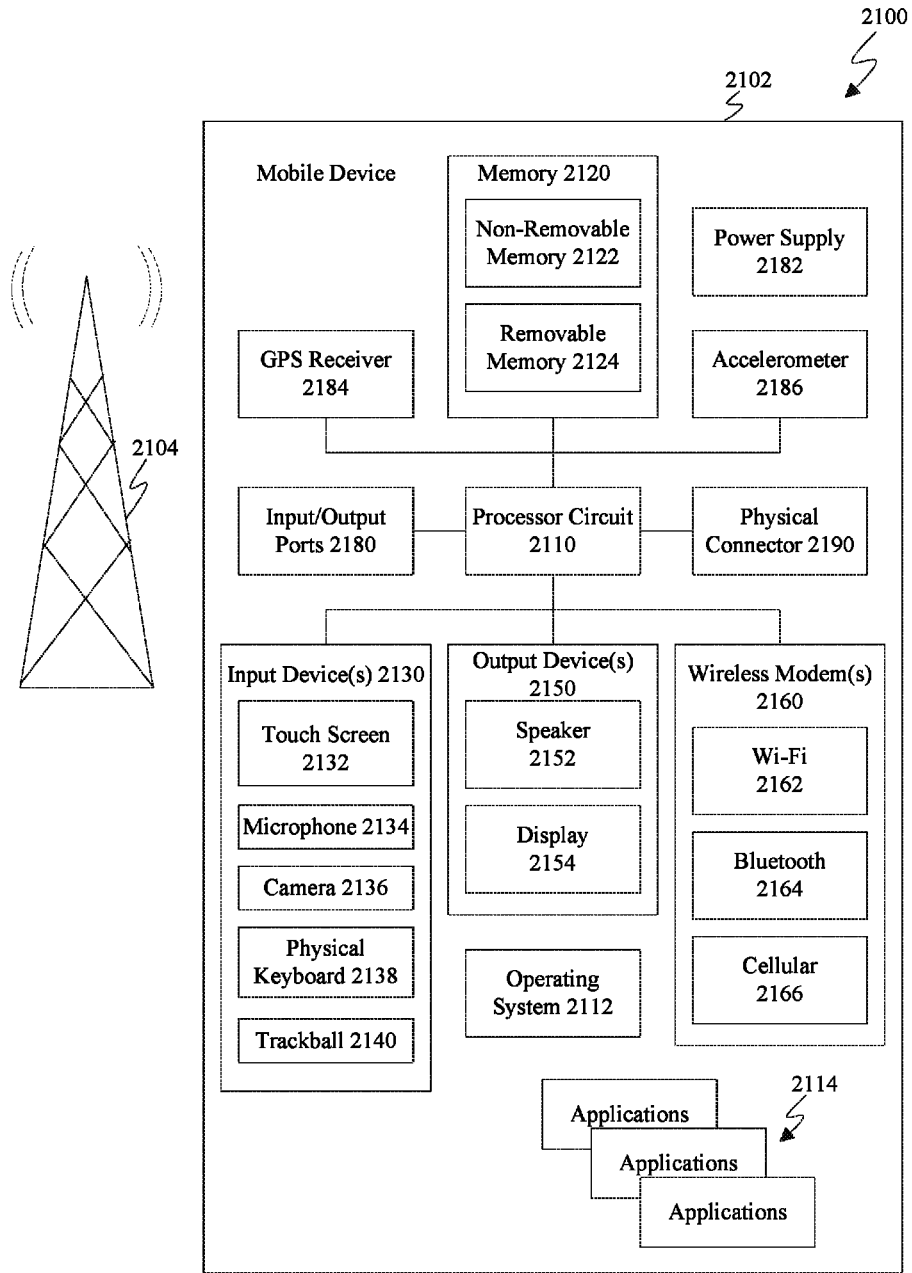 2100
2102
Mobile Device
Memory 2120
Non-Removable
Memory 2122
Removable
Memory 2124
Power Supply
2182
GPS Receiver
2184
Accelerometer
2186
2104
Input/Output
Ports 2180
Processor Circuit
2110
Physical
Connector 2190
Input Device(s) 2130
Touch Screen
2132
Microphone 2134
Camera 2136
Physical
Keyboard 2138
Trackball 2140
Output Device(s)
2150
Speaker
2152
Display
2154
Operating
System 2112
Wireless Modem(s)
2160
Wi-Fi
2162
Bluetooth
2164
Cellular
2166
2114
Applications
Applications
Applications